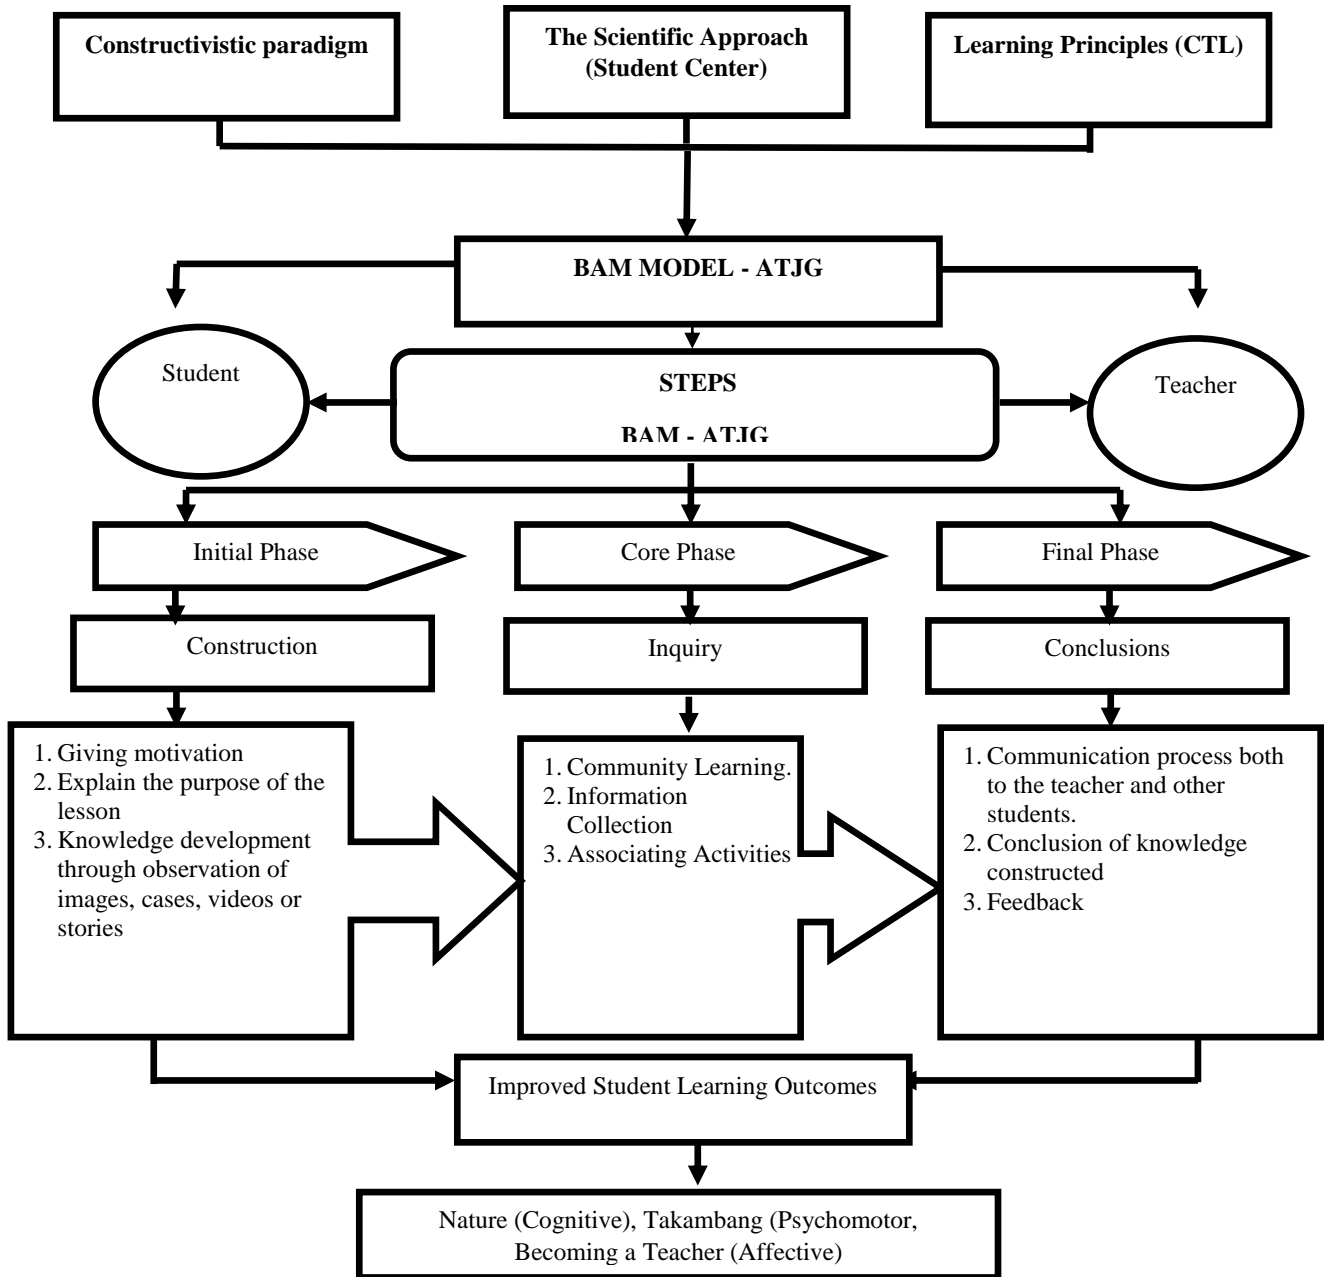 Constructivistic paradigm
The Scientific Approach
(Student Center)
Learning Principles (CTL)
BAM MODEL - ATJG
Student
STEPS
BAM - ATJG
Teacher
Initial Phase
Core Phase
Final Phase
Construction
Inquiry
Conclusions
1. Giving motivation
2. Explain the purpose of the
lesson
3. Knowledge development
through observation of
images, cases, videos or
stories
1. Community Learning.
2. Information
Collection
3. Associating Activities
1. Communication process both
to the teacher and other
students.
2. Conclusion of knowledge
constructed
3. Feedback
Improved Student Learning Outcomes
Nature (Cognitive), Takambang (Psychomotor,
Becoming a Teacher (Affective)